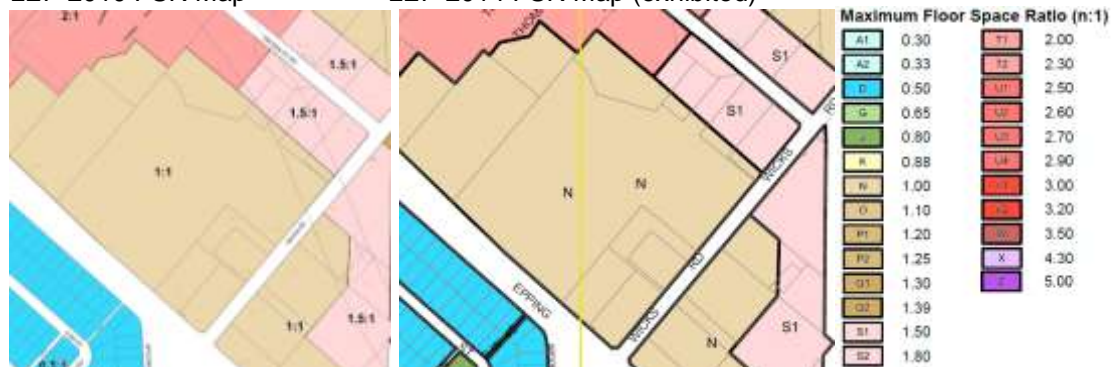 LEP 2010 FSR map LEP 2014 FSR map (exhibited)
2:1
1.5:1
1.5:1
1:1
1:1
1.5:1
THOM
S1
S1
WICKS
RD
N N
RD
WICKS
EPPING
N
S1
Maximum Floor Space Ratio (n:1)
A1 0.30 T1 2.00
A2 0.33 T2 2.30
D 0.50 U1 2.50
G 0.65 U2 2.60
J 0.80 U3 2.70
K 0.88 U4 2.90
N 1.00 3.00
O 1.10 3.20
P1 1.20 3.50
P2 1.25 X 4.30
Q1 1.30 5.00
Q2 1.39
S1 1.50
S2 1.80